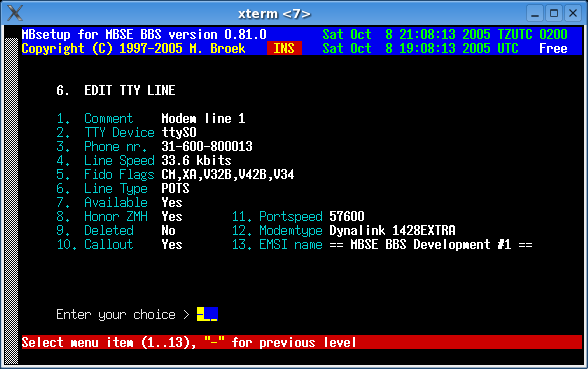 xterm <7>
MBsetup for MBSE BBS version 0.81.0 Sat Oct 8 21:08:13 2005 TZUTC 0200
Copyright (C) 1997-2005 M. Broek INS Sat Oct 8 19:08:13 2005 UTC Free
6. EDIT TTY LINE
1. Comment Modem line 1
2. TTY Device ttyS0
3. Phone nr. 31-600-800013
4. Line Speed 33.6 kbits
5. Fido Flags CM,XA,V32B,V42B,V34
6. Line Type POTS
7. Available Yes
8. Honor ZMH Yes 11. Portspeed 57600
9. Deleted No 12. Modemtype Dynalink 1428EXTRA
10. Callout Yes 13. EMSI name == MBSE BBS Development #1 ==
Enter your choice > -
Select menu item (1..13), "-" for previous level